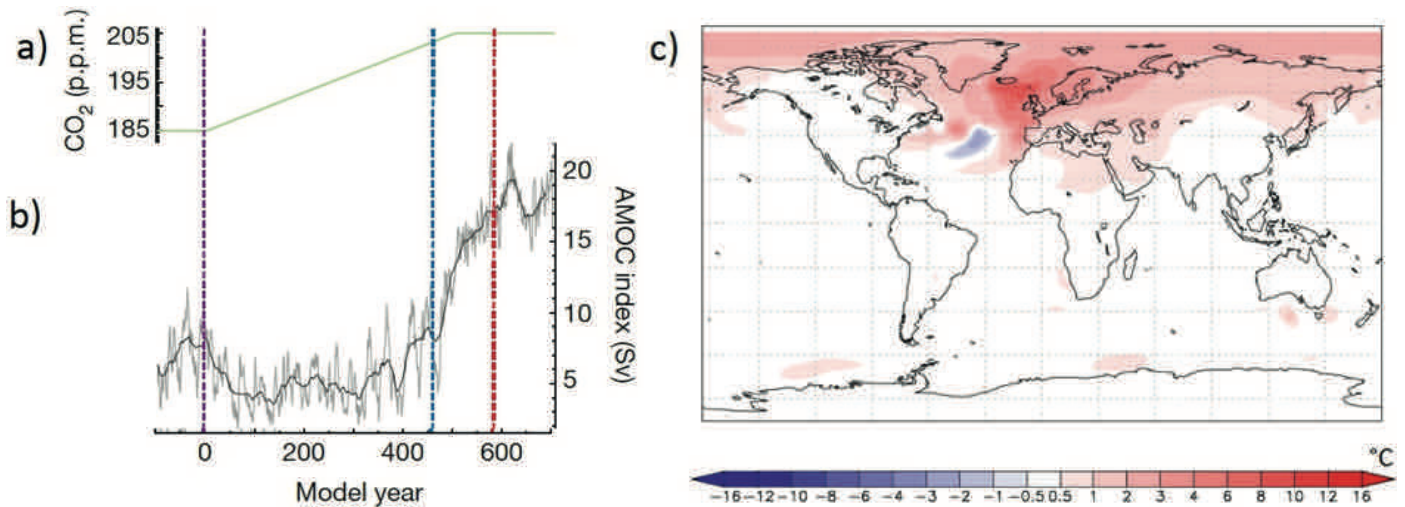 a)
CO₂ (p.p.m.)
205
195
185
b)
20
15
10
5
AMOC index (Sv)
0 200 400 600
Model year
c)
°C
−16 −12 −10 −8 −6 −4 −3 −2 −1 −0.5 0.5 1 2 3 4 6 8 10 12 16